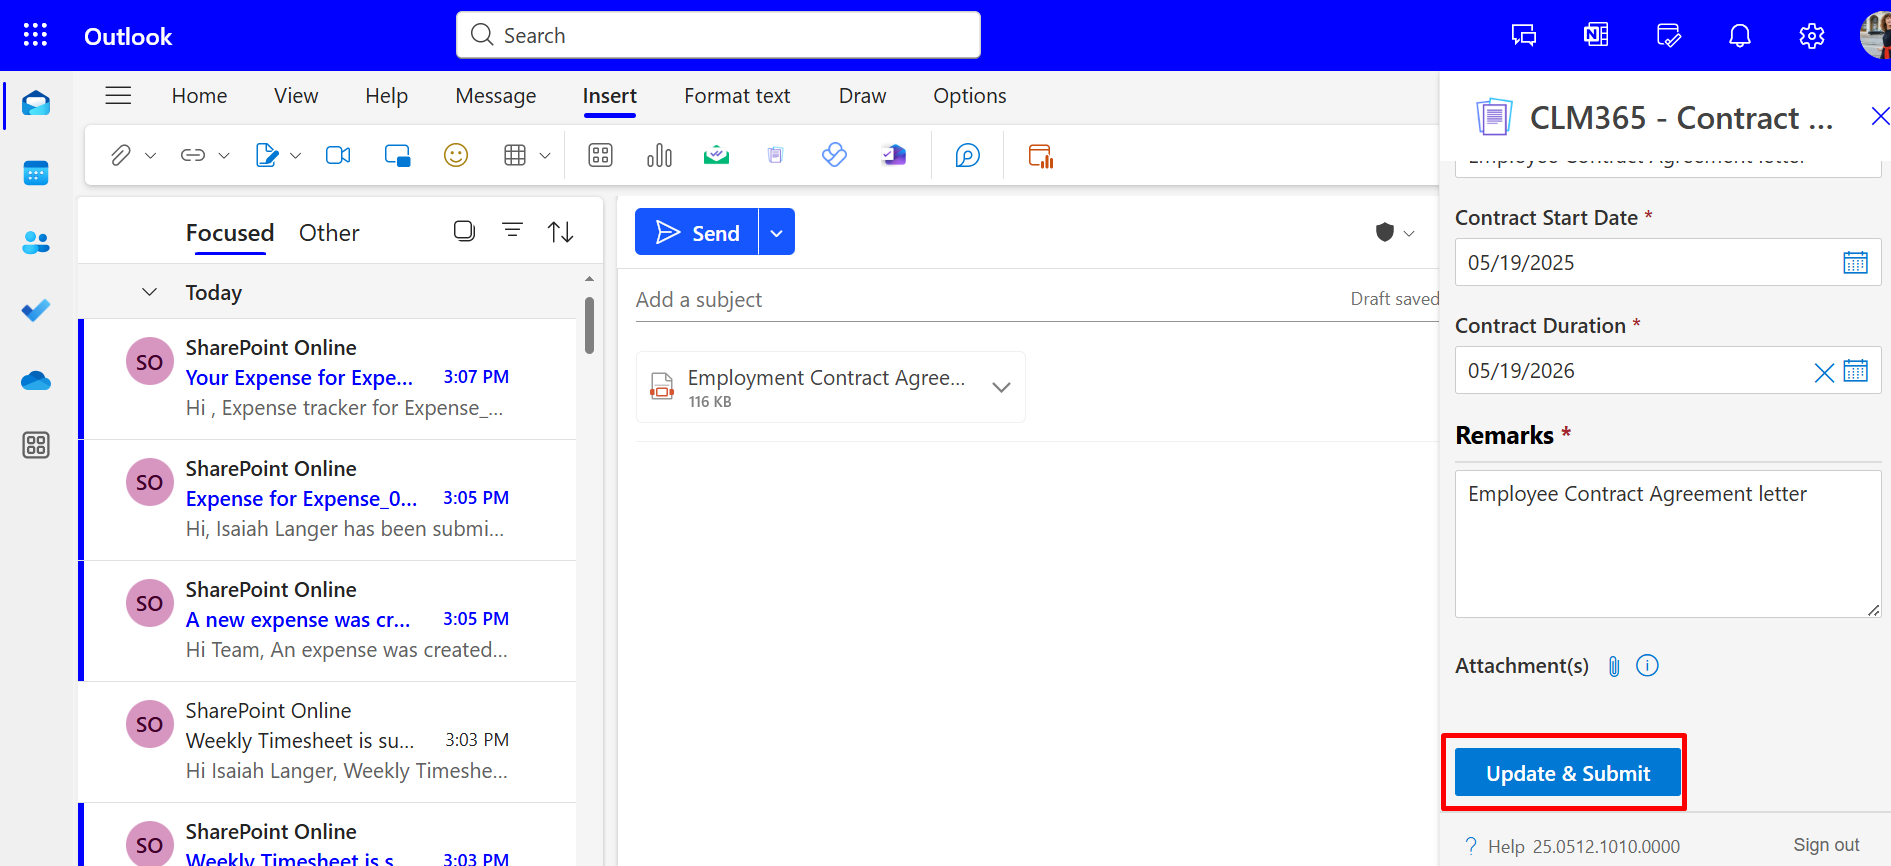 Outlook
Search
Home View Help Message Insert Format text Draw Options
CLM365 - Contract ...
Employee Contract Agreement letter
Contract Start Date *
05/19/2025
Contract Duration *
05/19/2026
Remarks *
Employee Contract Agreement letter
Attachment(s)
Update & Submit
? Help 25.0512.1010.0000
Sign out
Focused Other
Today
SO
SharePoint Online
Your Expense for Expe... 3:07 PM
Hi , Expense tracker for Expense_...
SO
SharePoint Online
Expense for Expense_0... 3:05 PM
Hi, Isaiah Langer has been submi...
SO
SharePoint Online
A new expense was cr... 3:05 PM
Hi Team, An expense was created...
SO
SharePoint Online
Weekly Timesheet is su... 3:03 PM
Hi Isaiah Langer, Weekly Timeshe...
SO
SharePoint Online
Weekly Timesheet is s 3:03 PM
Send
Add a subject
Draft saved
Employment Contract Agree...
116 KB